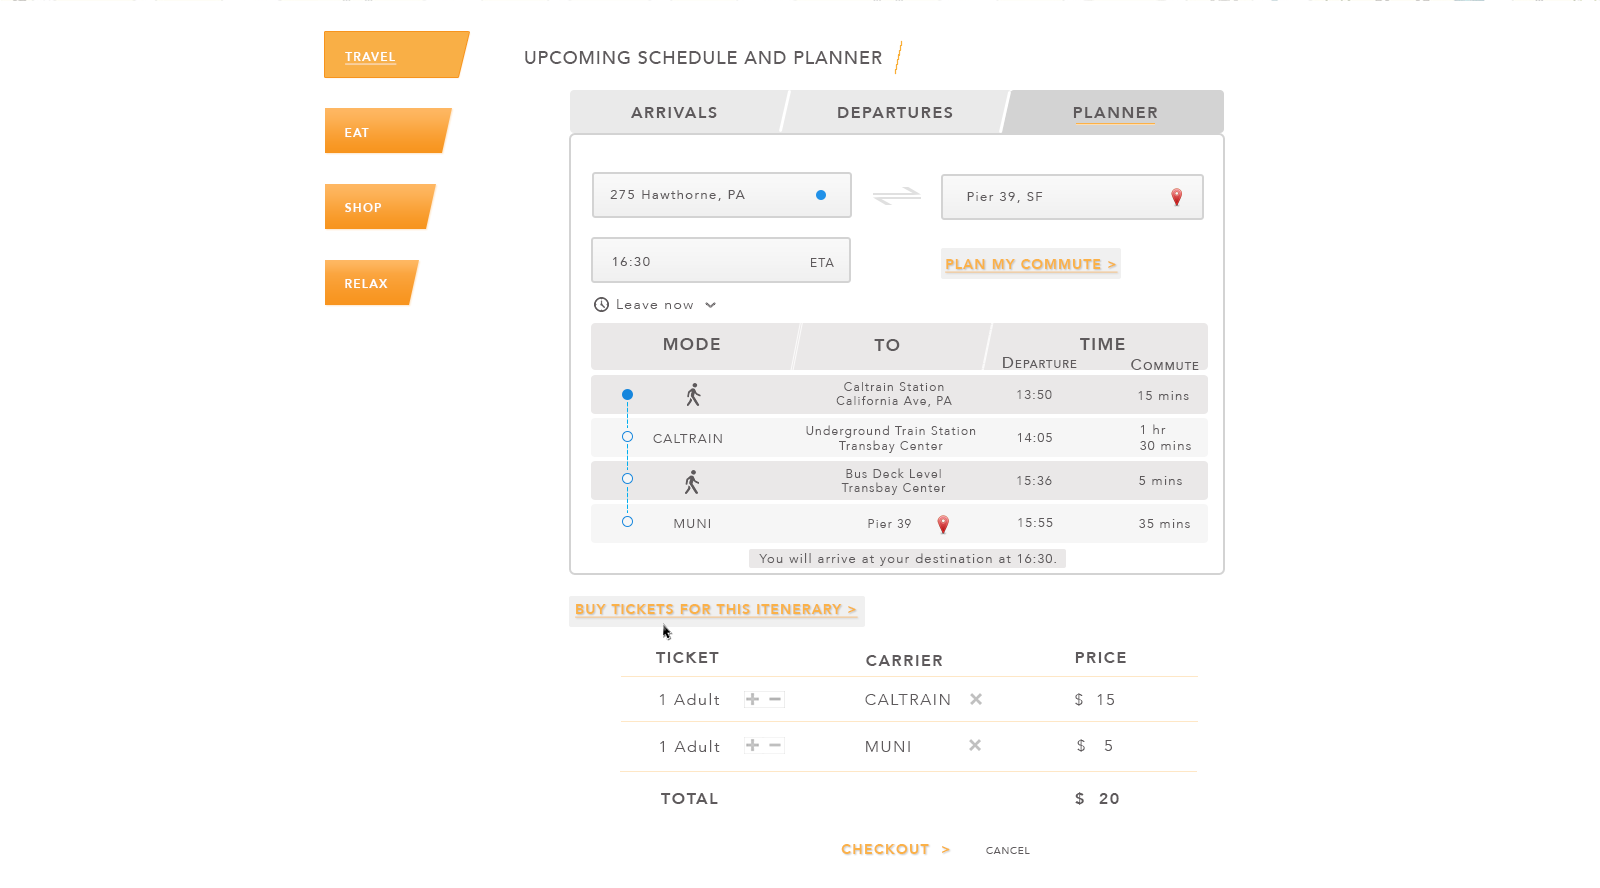 TRAVEL
EAT
SHOP
RELAX
UPCOMING SCHEDULE AND PLANNER
ARRIVALS
DEPARTURES
PLANNER
275 Hawthorne, PA
Pier 39, SF
16:30
ETA
PLAN MY COMMUTE >
Leave now
MODE
TO
TIME
DEPARTURE
COMMUTE
Caltrain Station
California Ave, PA
13:50
15 mins
CALTRAIN
Underground Train Station
Transbay Center
14:05
1 hr
30 mins
Bus Deck Level
Transbay Center
15:36
5 mins
MUNI
Pier 39
15:55
35 mins
You will arrive at your destination at 16:30.
BUY TICKETS FOR THIS ITENERARY >
TICKET
CARRIER
PRICE
1 Adult
CALTRAIN
$ 15
1 Adult
MUNI
$ 5
TOTAL
$ 20
CHECKOUT >
CANCEL